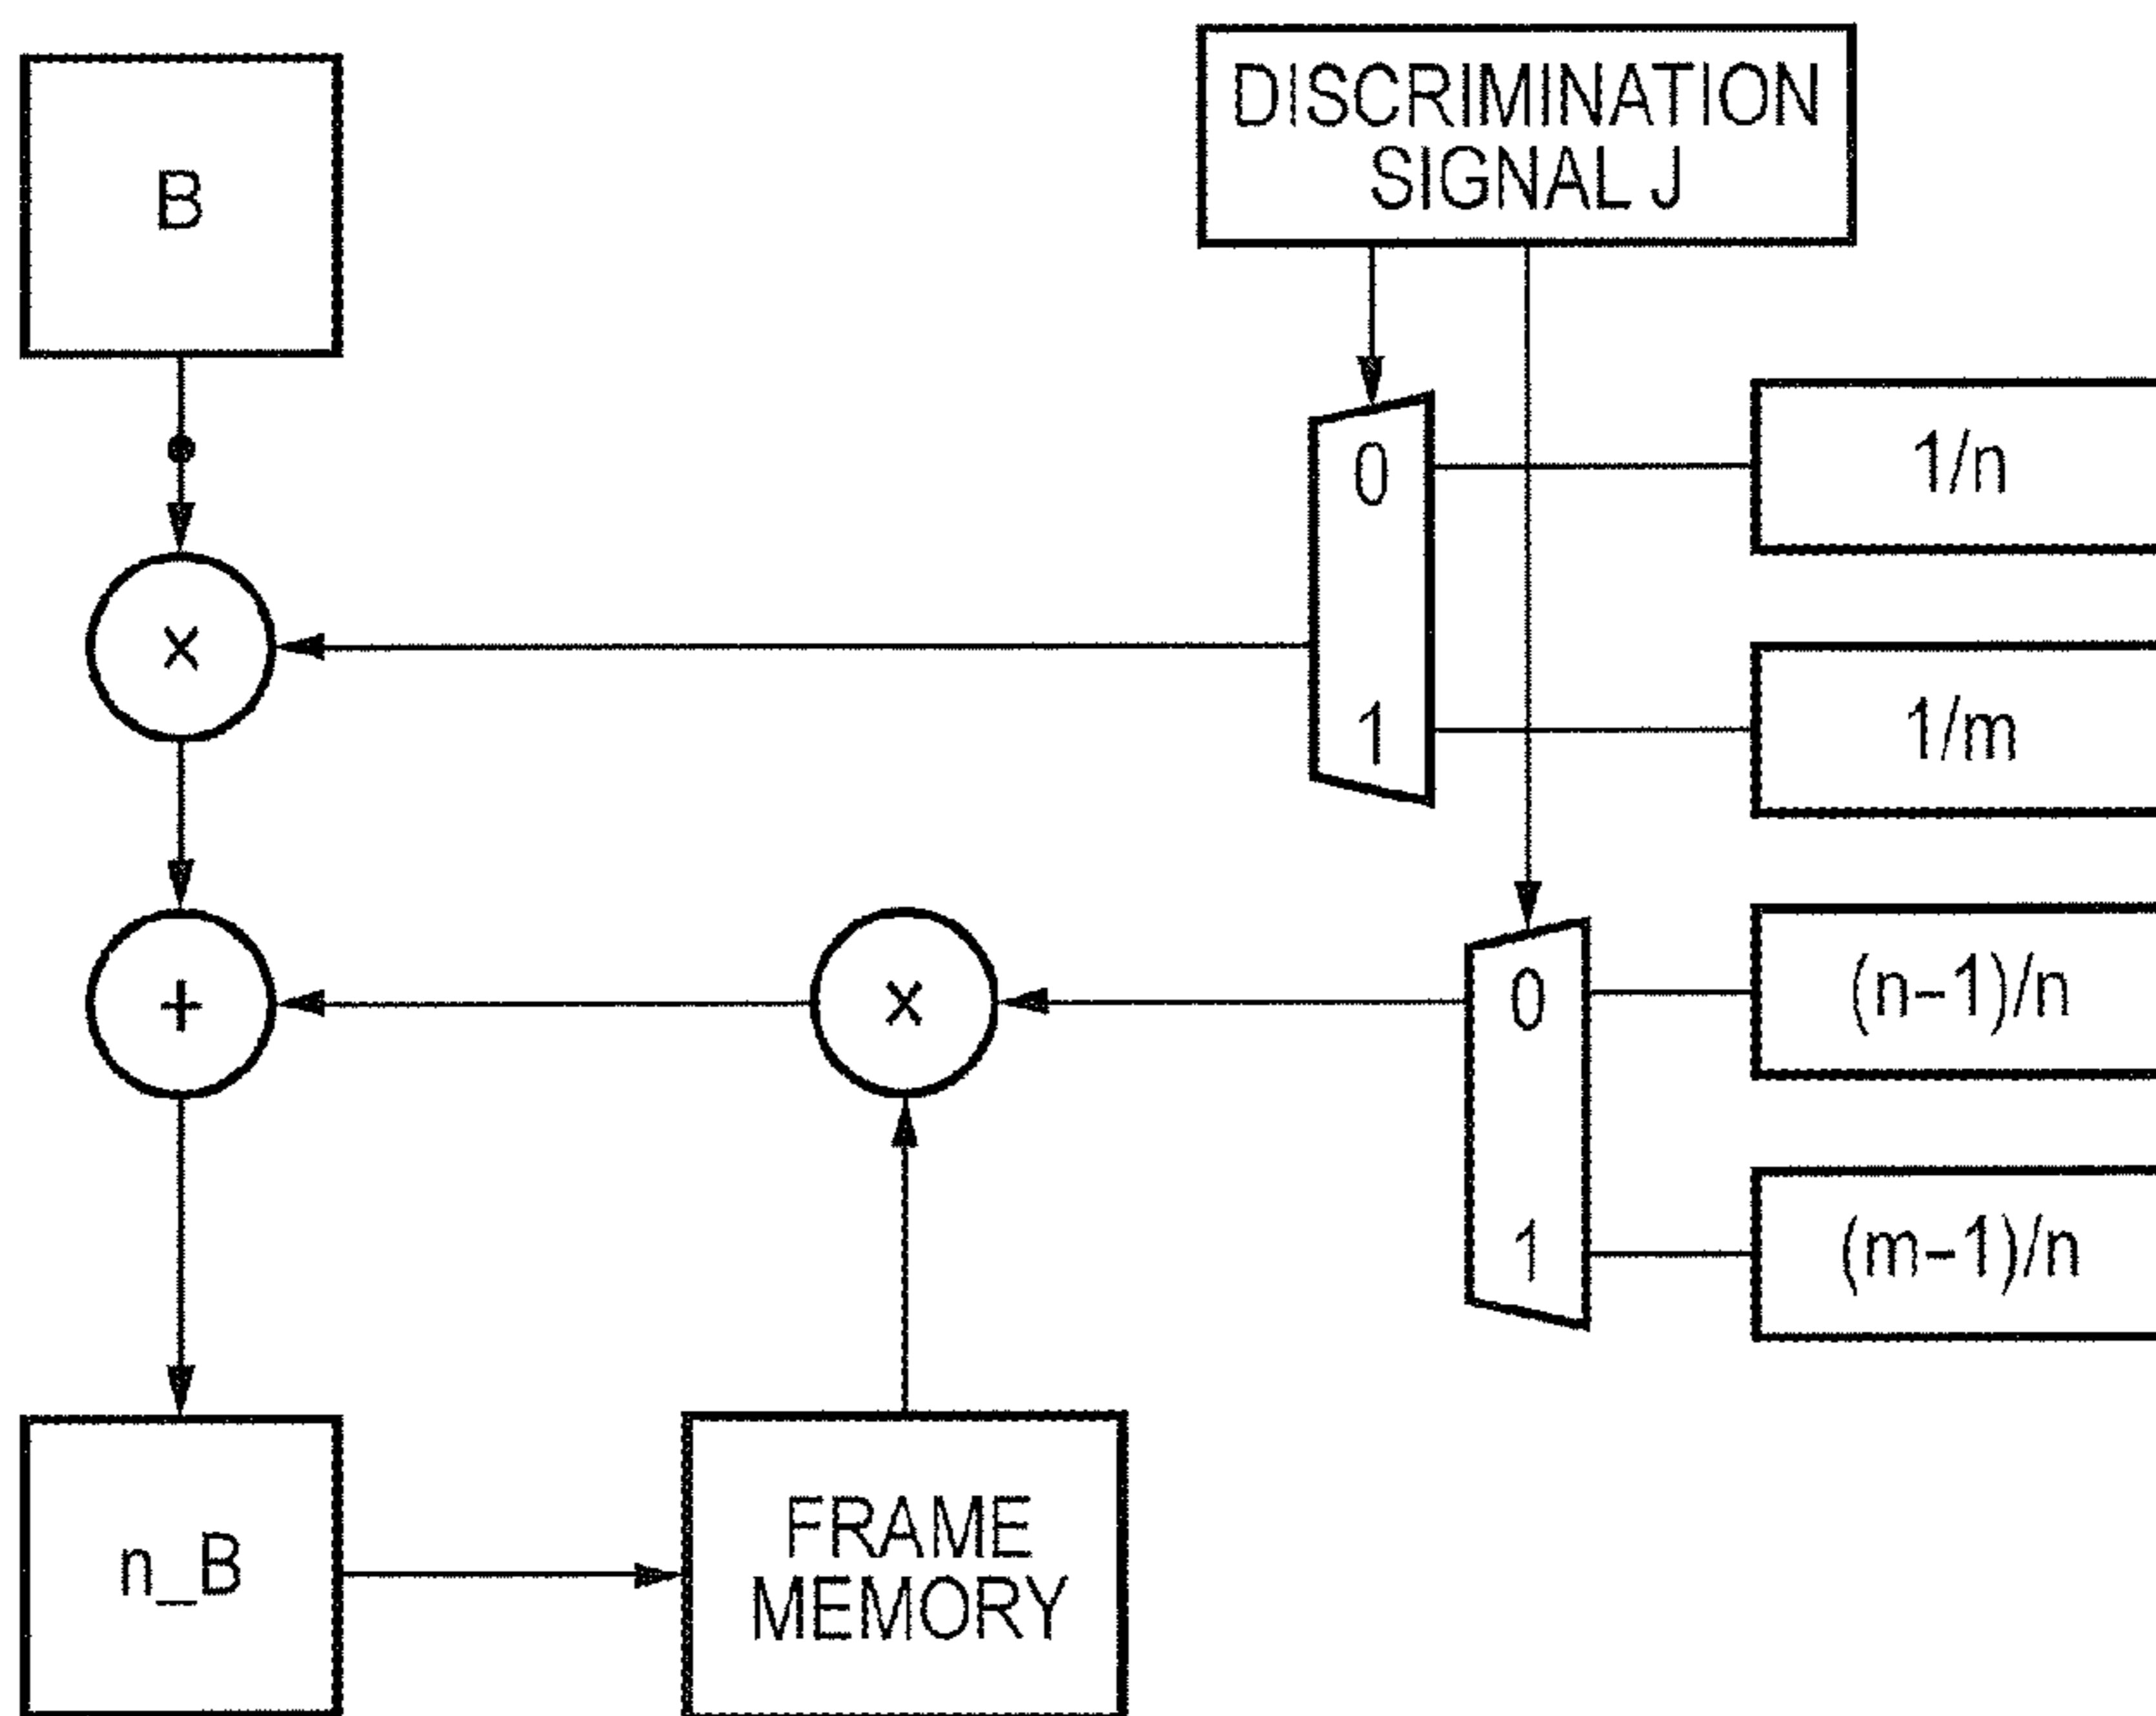 B
DISCRIMINATION
SIGNAL J
0
1/n
×
1
1/m
+
×
0
(n-1)/n
1
(m-1)/n
n_B
FRAME
MEMORY